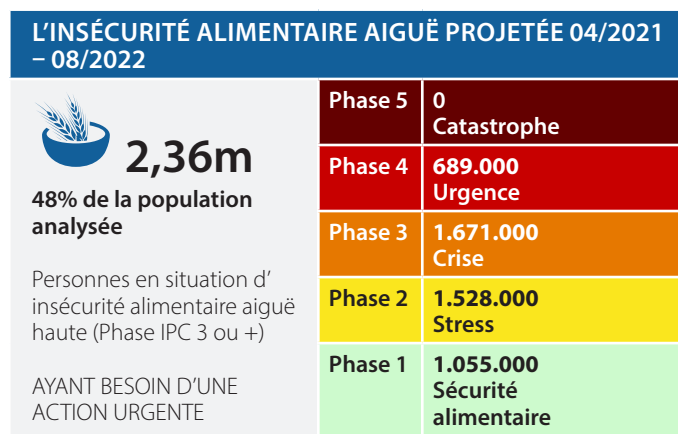 L’INSÉCURITÉ ALIMENTAIRE AIGUË PROJETÉE 04/2021
– 08/2022
2,36m
48% de la population
analysée
Personnes en situation d’
insécurité alimentaire aiguë
haute (Phase IPC 3 ou +)
AYANT BESOIN D’UNE
ACTION URGENTE
Phase 5 0
Catastrophe
Phase 4 689.000
Urgence
Phase 3 1.671.000
Crise
Phase 2 1.528.000
Stress
Phase 1 1.055.000
Sécurité
alimentaire